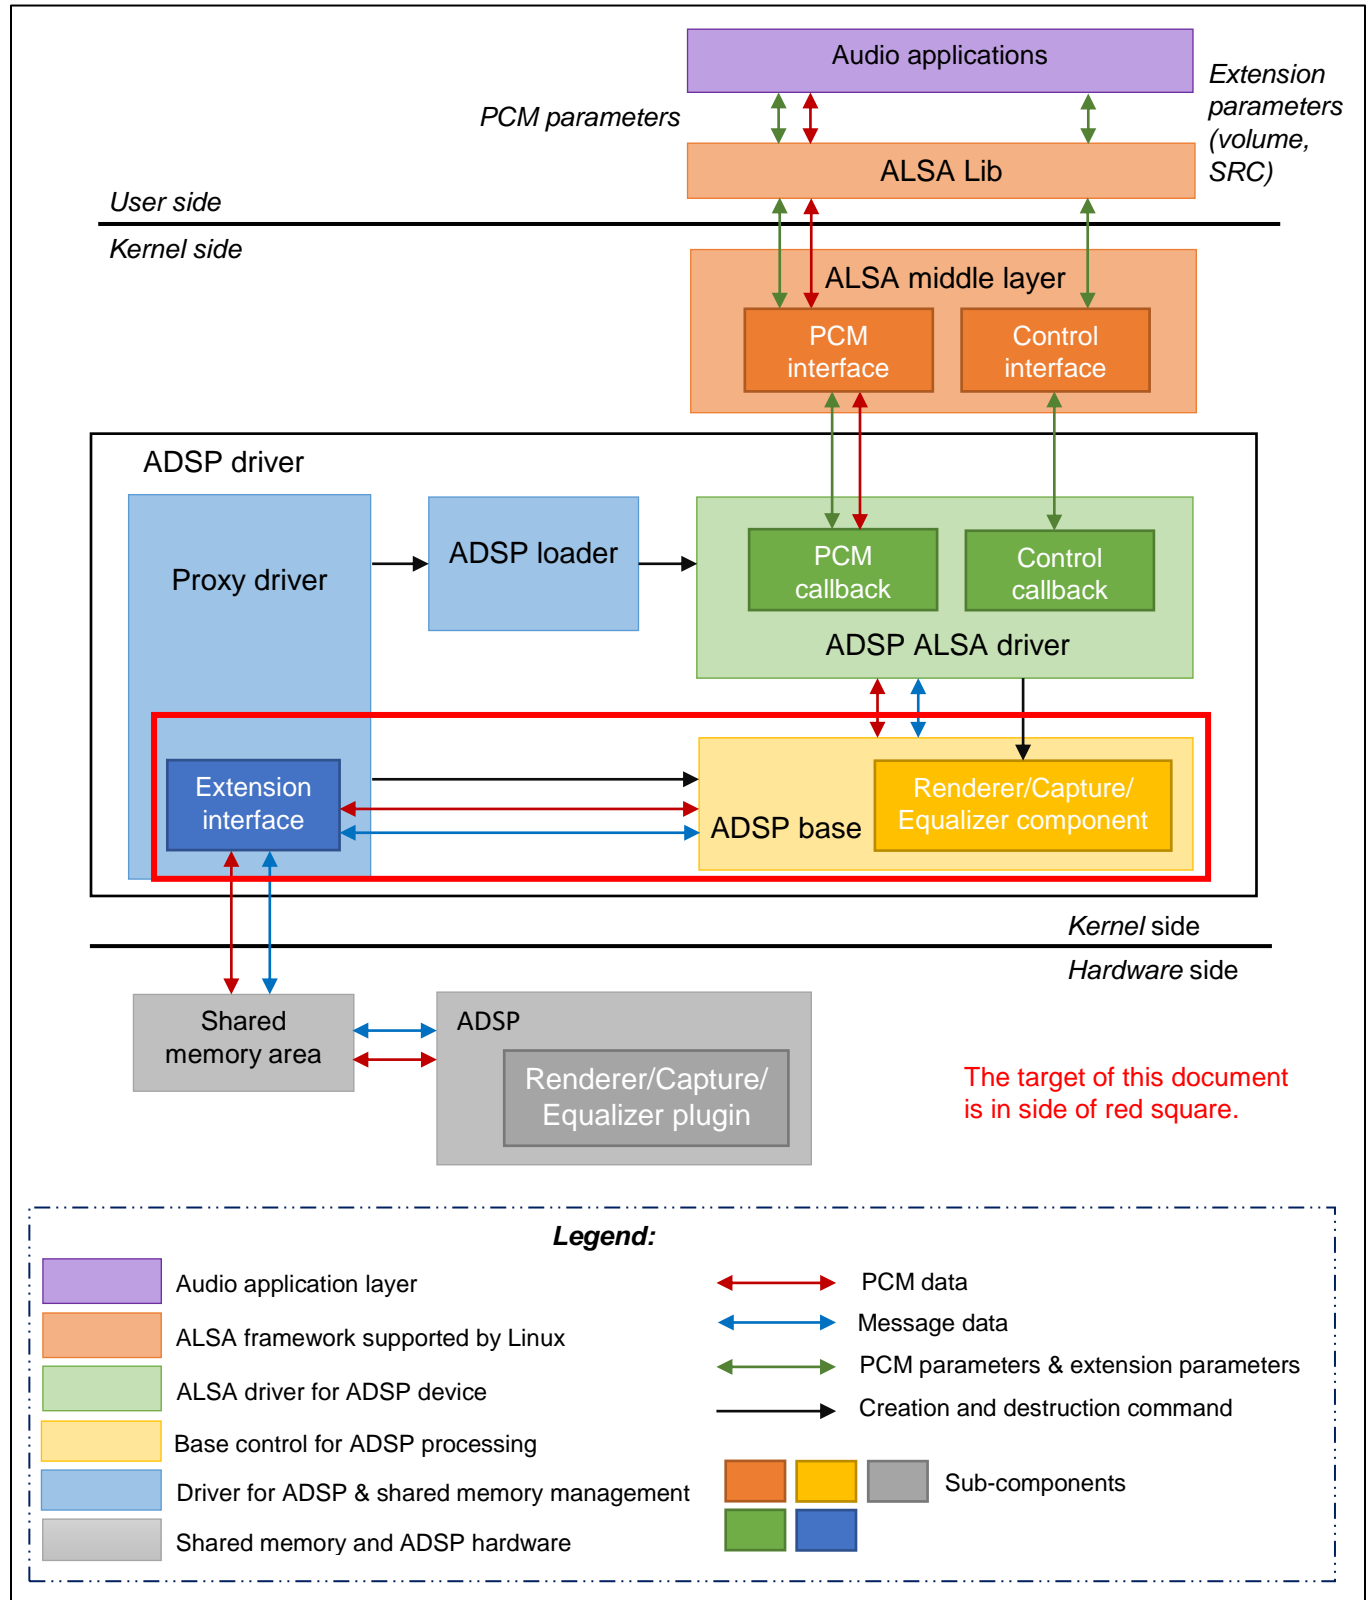 Audio applications
PCM parameters
Extension
parameters
(volume,
SRC)
ALSA Lib
User side
Kernel side
ALSA middle layer
PCM
interface
Control
interface
ADSP driver
Proxy driver
ADSP loader
PCM
callback
Control
callback
ADSP ALSA driver
Extension
interface
ADSP base
Renderer/Capture/
Equalizer component
Kernel side
Hardware side
Shared
memory area
ADSP
Renderer/Capture/
Equalizer plugin
The target of this document
is in side of red square.
Legend:
Audio application layer
ALSA framework supported by Linux
ALSA driver for ADSP device
Base control for ADSP processing
Driver for ADSP & shared memory management
Shared memory and ADSP hardware
PCM data
Message data
PCM parameters & extension parameters
Creation and destruction command
Sub-components